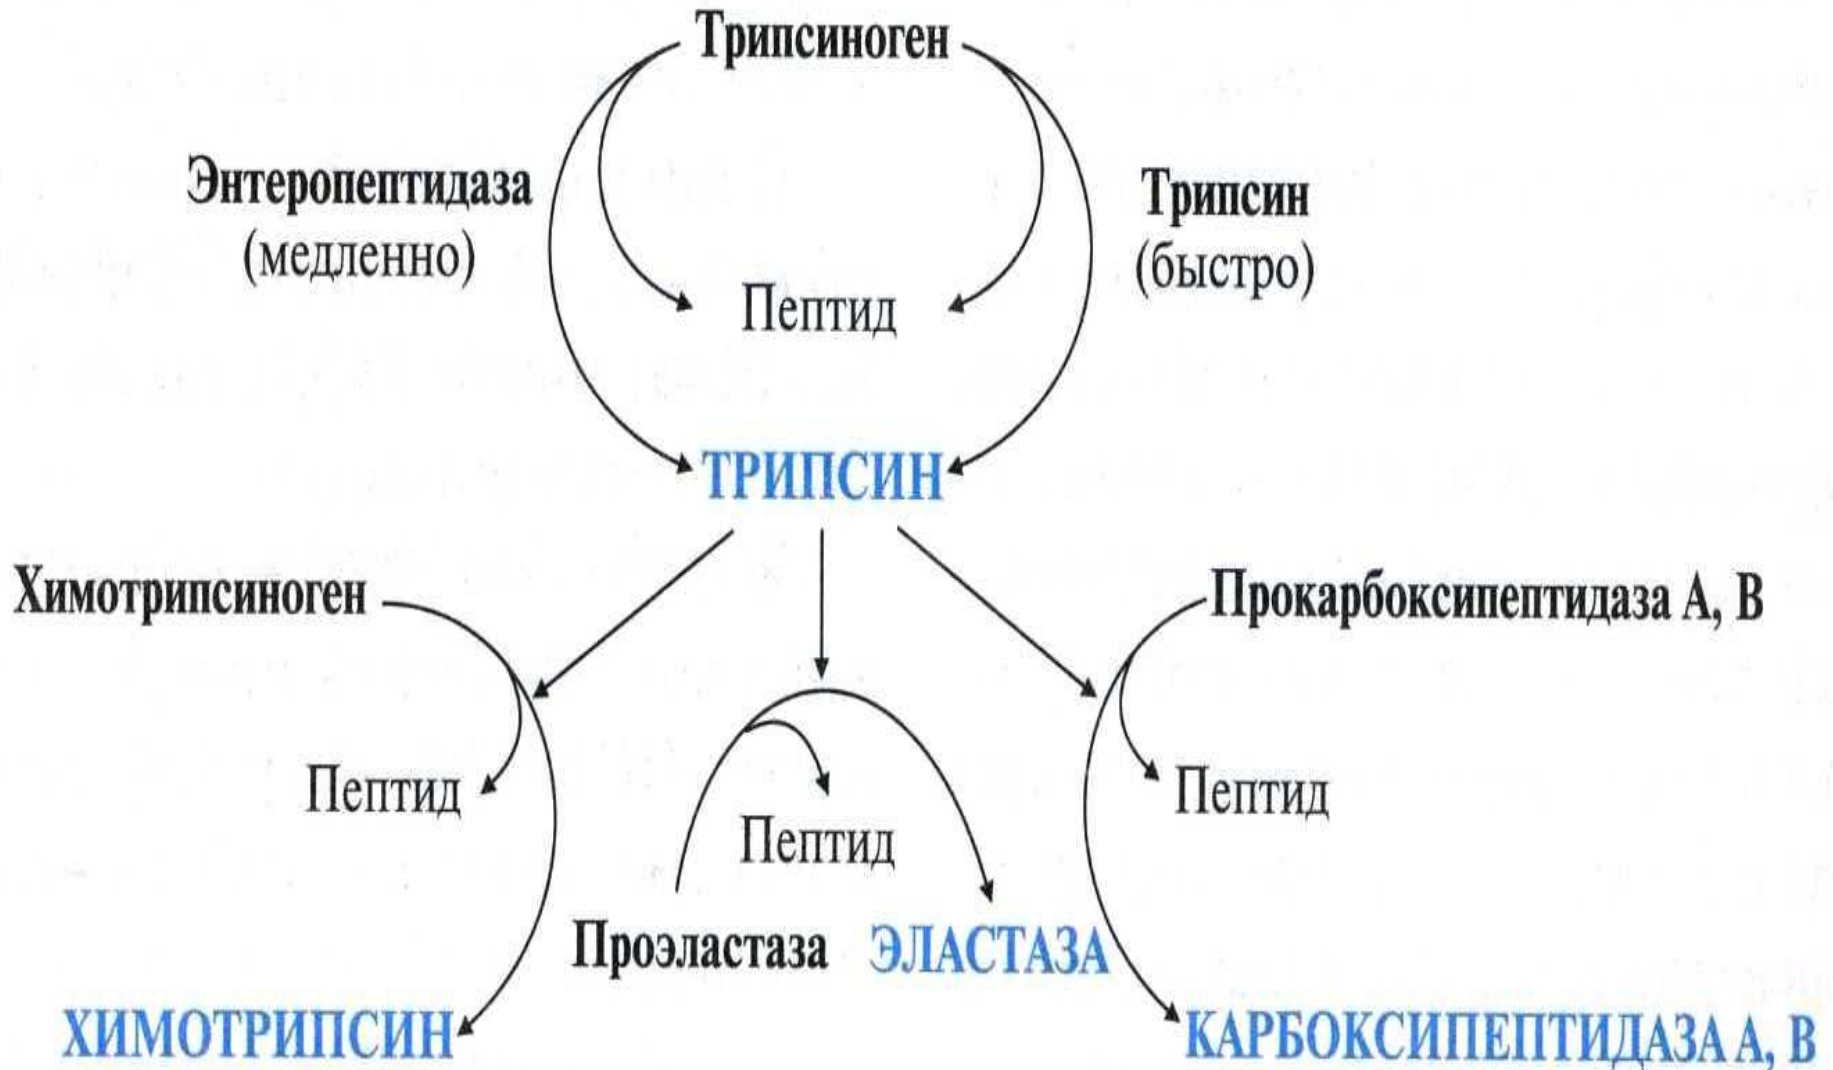 Трипсиноген
Энтеропептидаза
(медленно)
Трипсин
(быстро)
Пептид
ТРИПСИН
Химотрипсиноген
Прокарбоксипептидаза А, В
Пептид
Пептид
Пептид
Проэластаза
ЭЛАСТАЗА
ХИМОТРИПСИН
КАРБОКСИПЕПТИДАЗА А, В